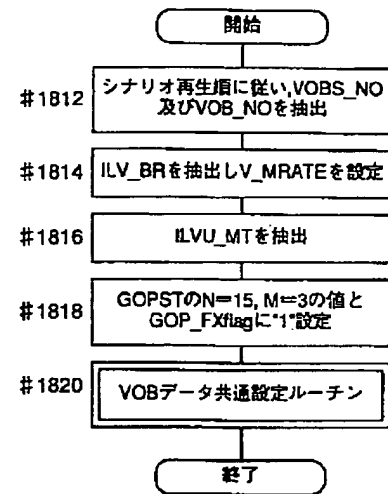 開始
#1812
シナリオ再生順に従い,VOBS_NO
及びVOB_NOを抽出
#1814
ILV_BRを抽出しV_MRATEを設定
#1816
ILVU_MTを抽出
#1818
GOPSTのN=15, M=3の値と
GOP_FXflagに"1"設定
#1820
VOBデータ共通設定ルーチン
終了